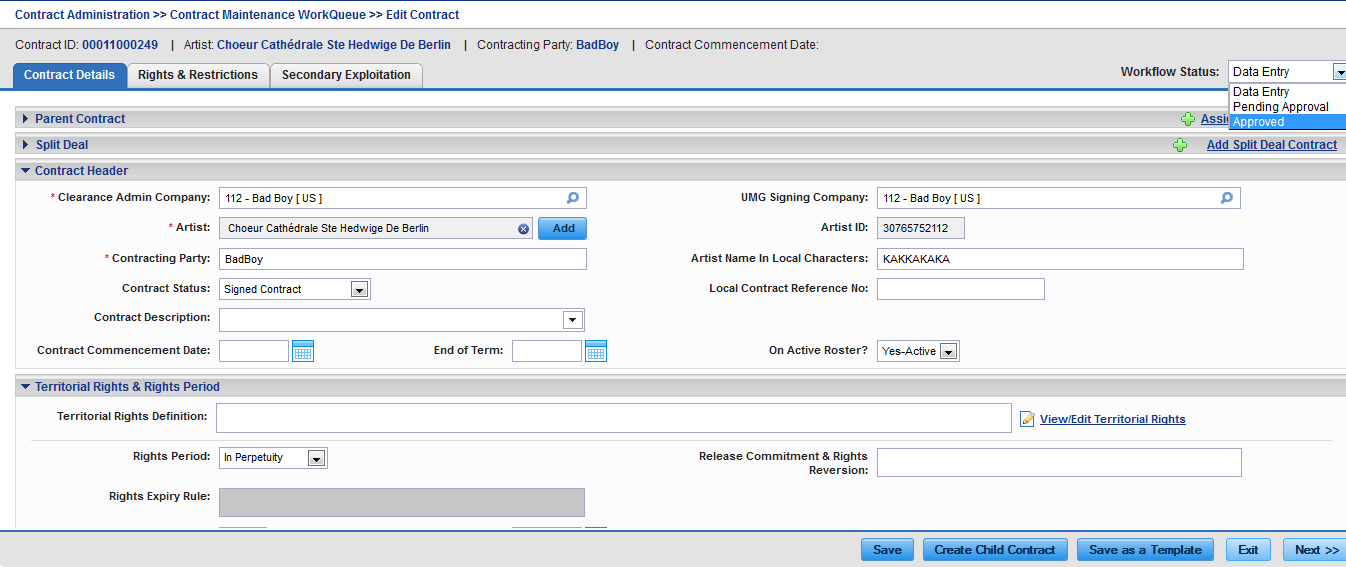 Contract Administration >> Contract Maintenance WorkQueue >> Edit Contract
Contract ID: 00011000249 | Artist: Choeur Cathédrale Ste Hedwige De Berlin | Contracting Party: BadBoy | Contract Commencement Date:
Contract Details Rights & Restrictions Secondary Exploitation Workflow Status: Data Entry
Data Entry
Pending Approval
Approved
Parent Contract
Split Deal Add Split Deal Contract
Contract Header
* Clearance Admin Company: 112 - Bad Boy [ US ] UMG Signing Company: 112 - Bad Boy [ US ]
* Artist: Choeur Cathédrale Ste Hedwige De Berlin Add Artist ID: 30765752112
* Contracting Party: BadBoy Artist Name In Local Characters: KAKKAKAKA
Contract Status: Signed Contract Local Contract Reference No:
Contract Description:
Contract Commencement Date: End of Term: On Active Roster? Yes-Active
Territorial Rights & Rights Period
Territorial Rights Definition: View/Edit Territorial Rights
Rights Period: In Perpetuity Release Commitment & Rights
Reversion:
Rights Expiry Rule:
Save Create Child Contract Save as a Template Exit Next >>